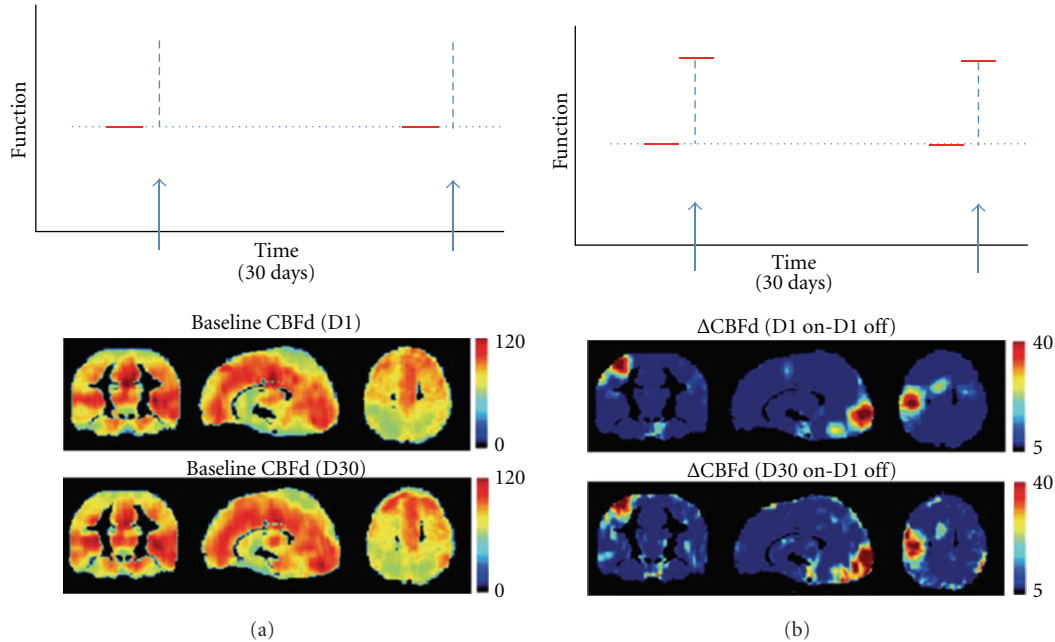 Function
Time
(30 days)
Baseline CBFd (D1)
120
0
Baseline CBFd (D30)
120
0
(a)
Function
Time
(30 days)
ΔCBFd (D1 on-D1 off)
40
5
ΔCBFd (D30 on-D1 off)
40
5
(b)